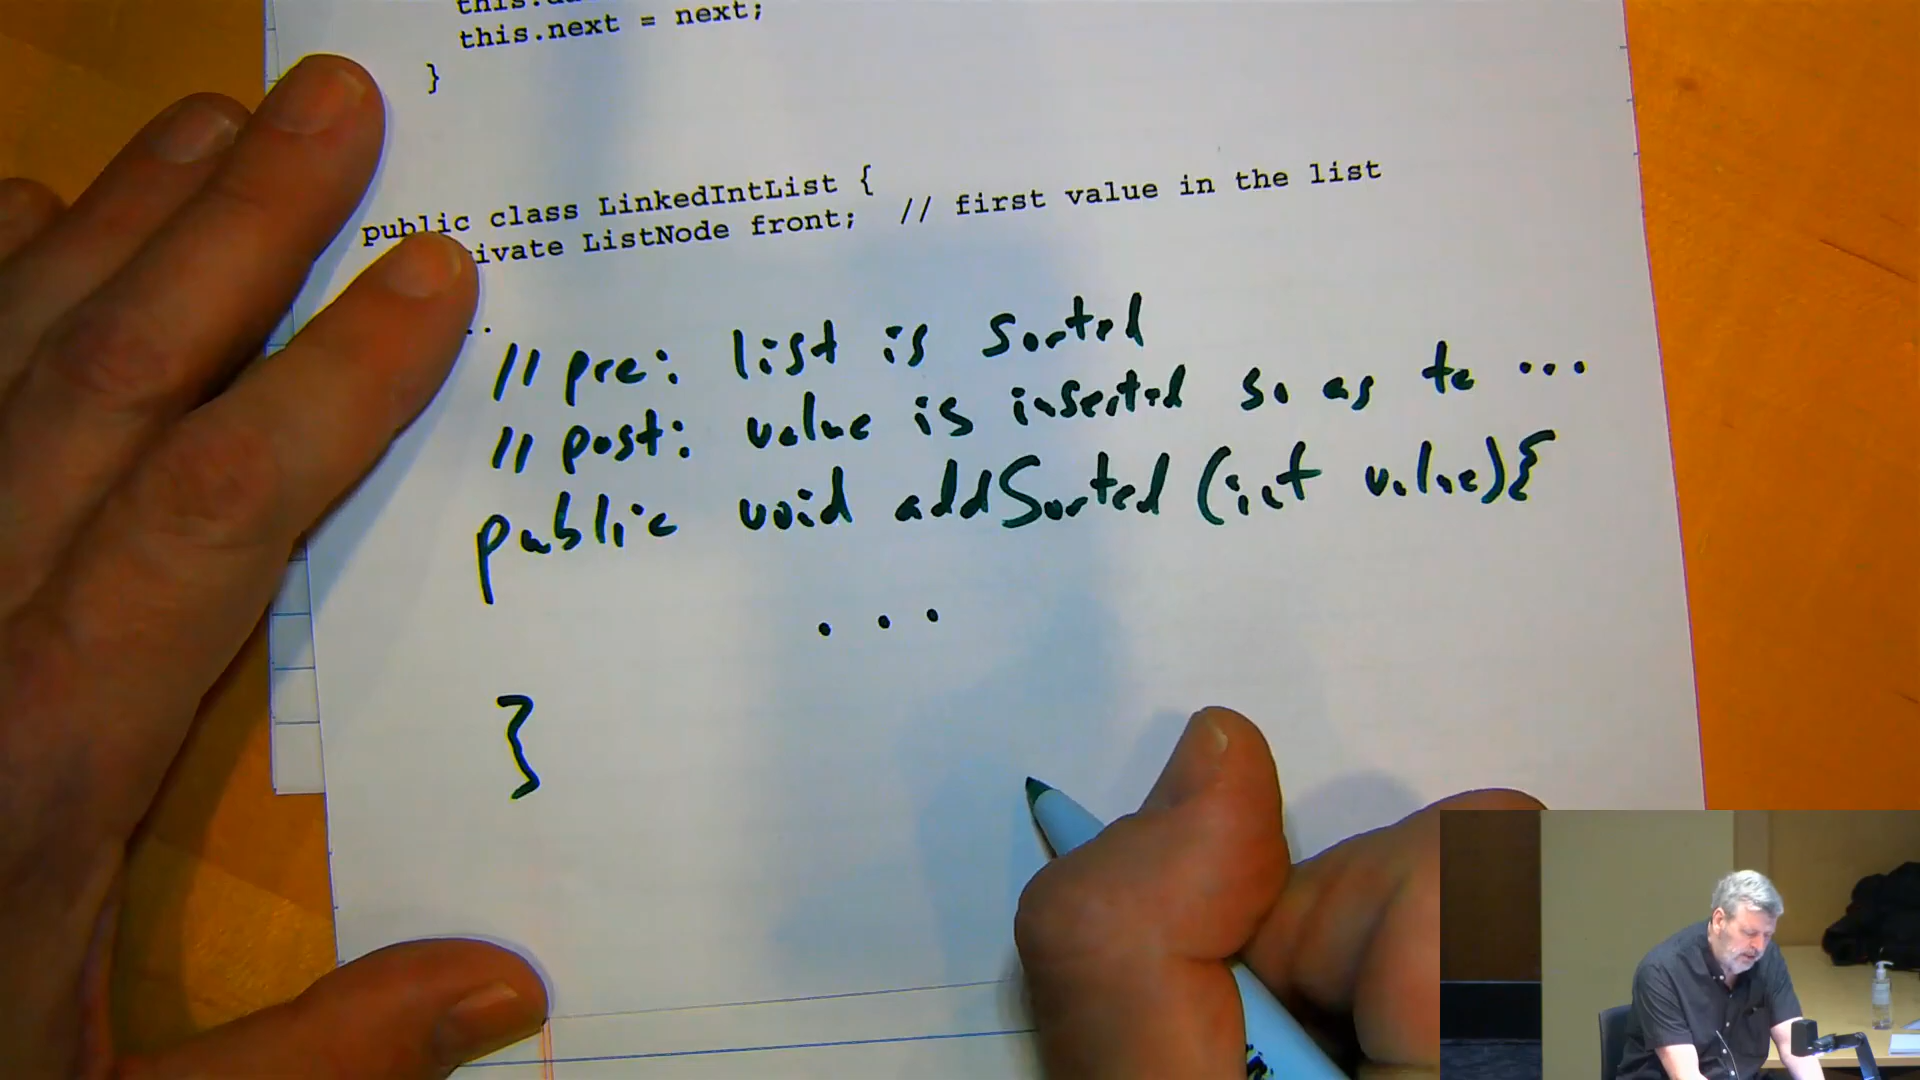 this.
this.next = next;
}
public class LinkedIntList {
ivate ListNode front; // first value in the list
..
// pre: list is sorted
// post: value is inserted so as to ...
public void addSorted (int value){
...
}